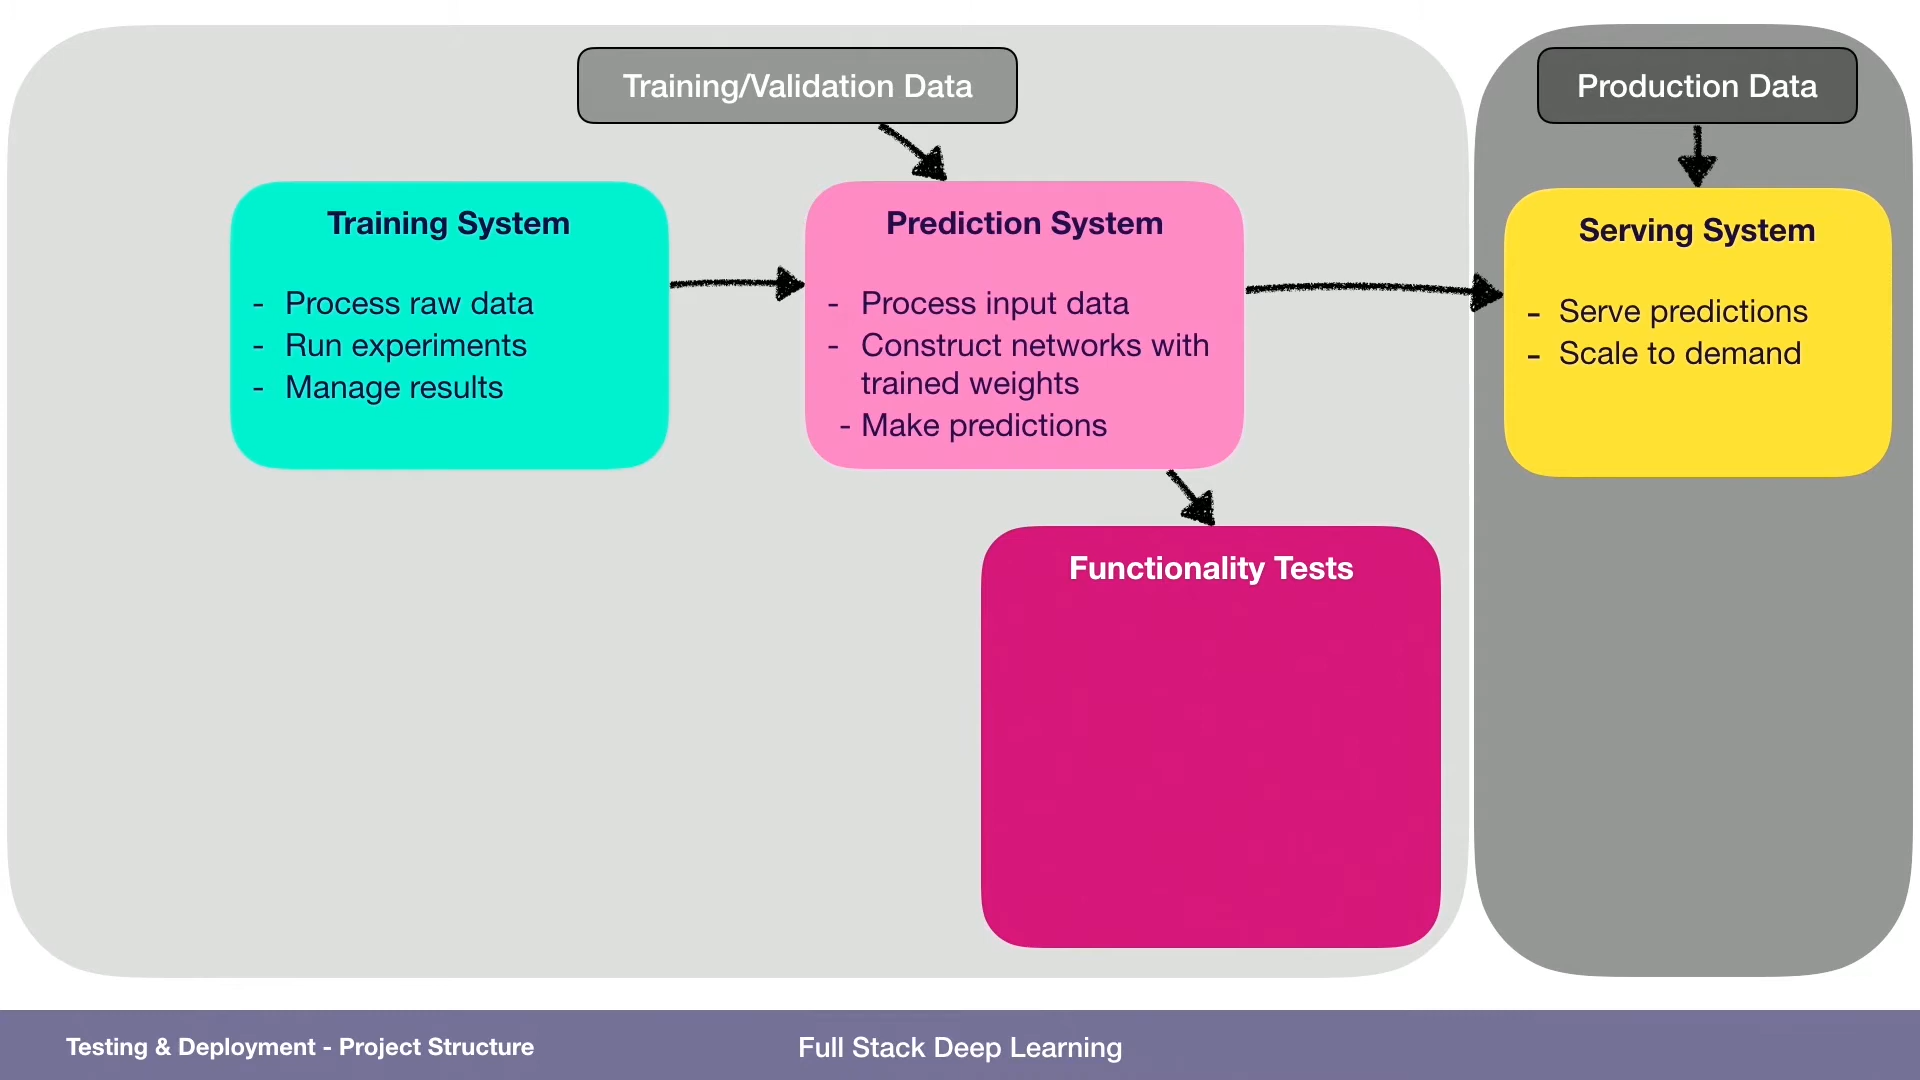 Training/Validation Data
Production Data
Training System
- Process raw data
- Run experiments
- Manage results
Prediction System
- Process input data
- Construct networks with
trained weights
- Make predictions
Serving System
- Serve predictions
- Scale to demand
Functionality Tests
Testing & Deployment - Project Structure
Full Stack Deep Learning